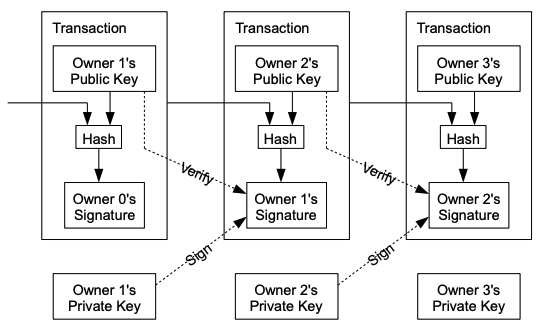 Transaction
Owner 1's
Public Key
Hash
Owner 0's
Signature
Transaction
Owner 2's
Public Key
Hash
Verify
Owner 1's
Signature
Transaction
Owner 3's
Public Key
Hash
Verify
Owner 2's
Signature
Owner 1's
Private Key
Sign
Owner 2's
Private Key
Sign
Owner 3's
Private Key